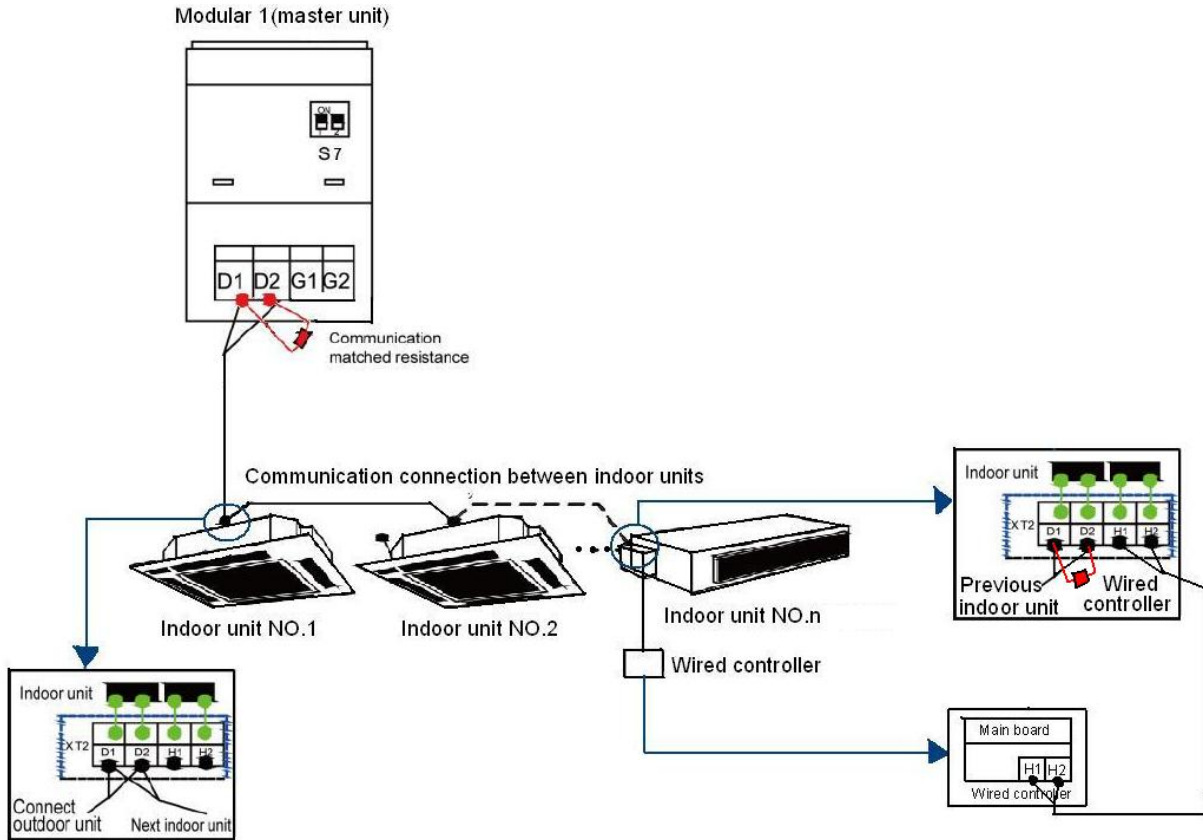 Modular 1(master unit)
ON
1 2
S7
D1 D2 G1 G2
Communication
matched resistance
Communication connection between indoor units
Indoor unit NO.1
Indoor unit NO.2
Indoor unit NO.n
Wired controller
Indoor unit
XT2
D1 D2 H1 H2
Previous
indoor unit
Wired
controller
Indoor unit
XT2
D1 D2 H1 H2
Connect
outdoor unit
Next indoor unit
Main board
H1 H2
Wired controller